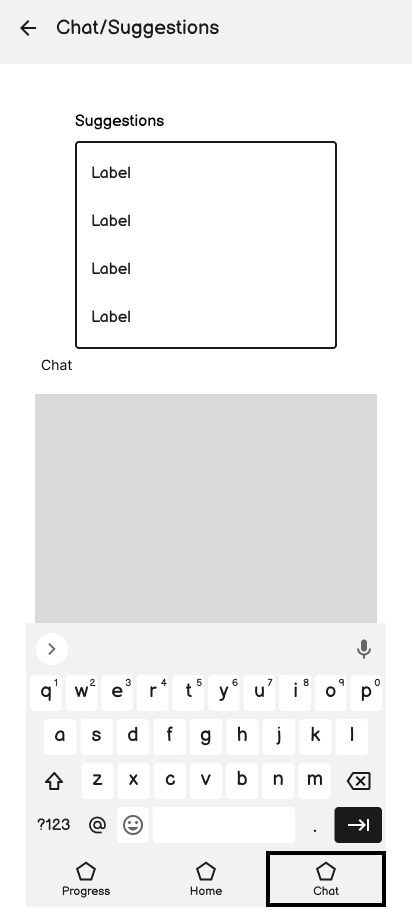 Chat/Suggestions
Suggestions
Label
Label
Label
Label
Chat
q1 w2 e3 r4 t5 y6 u7 i8 o9 p0
a s d f g h j k l
z x c v b n m
?123 @ .
Progress Home Chat